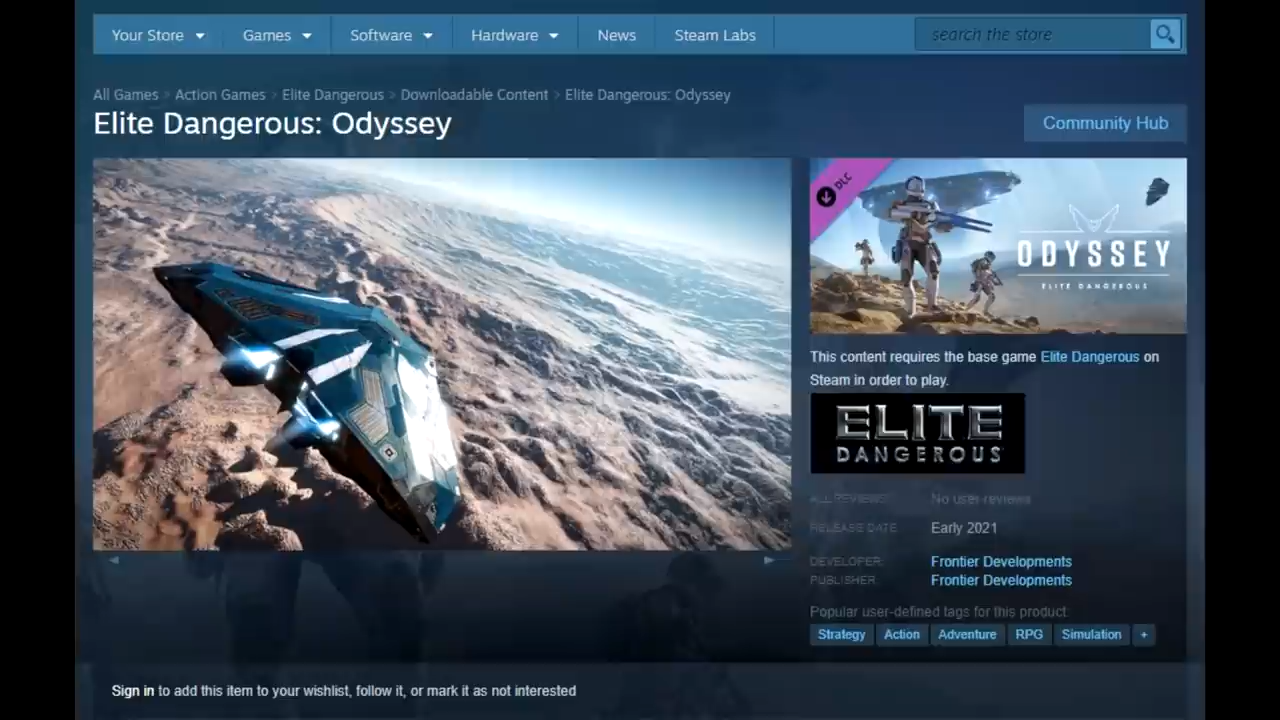 Your Store
Games
Software
Hardware
News
Steam Labs
search the store
All Games > Action Games > Elite Dangerous > Downloadable Content > Elite Dangerous: Odyssey
Elite Dangerous: Odyssey
Community Hub
DLC
ODYSSEY
ELITE DANGEROUS
This content requires the base game Elite Dangerous on
Steam in order to play.
ELITE
DANGEROUS
ALL REVIEWS: No user reviews
RELEASE DATE: Early 2021
DEVELOPER: Frontier Developments
PUBLISHER: Frontier Developments
Popular user-defined tags for this product:
Strategy Action Adventure RPG Simulation +
Sign in to add this item to your wishlist, follow it, or mark it as not interested